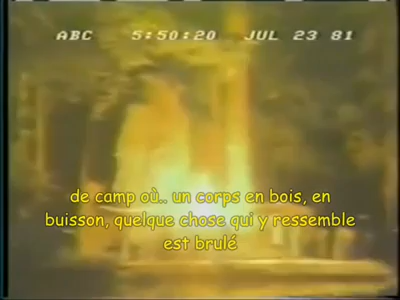 ABC 5:50:20 JUL 23 81
de camp où.. un corps en bois, en
buisson, quelque chose qui y ressemble
est brulé